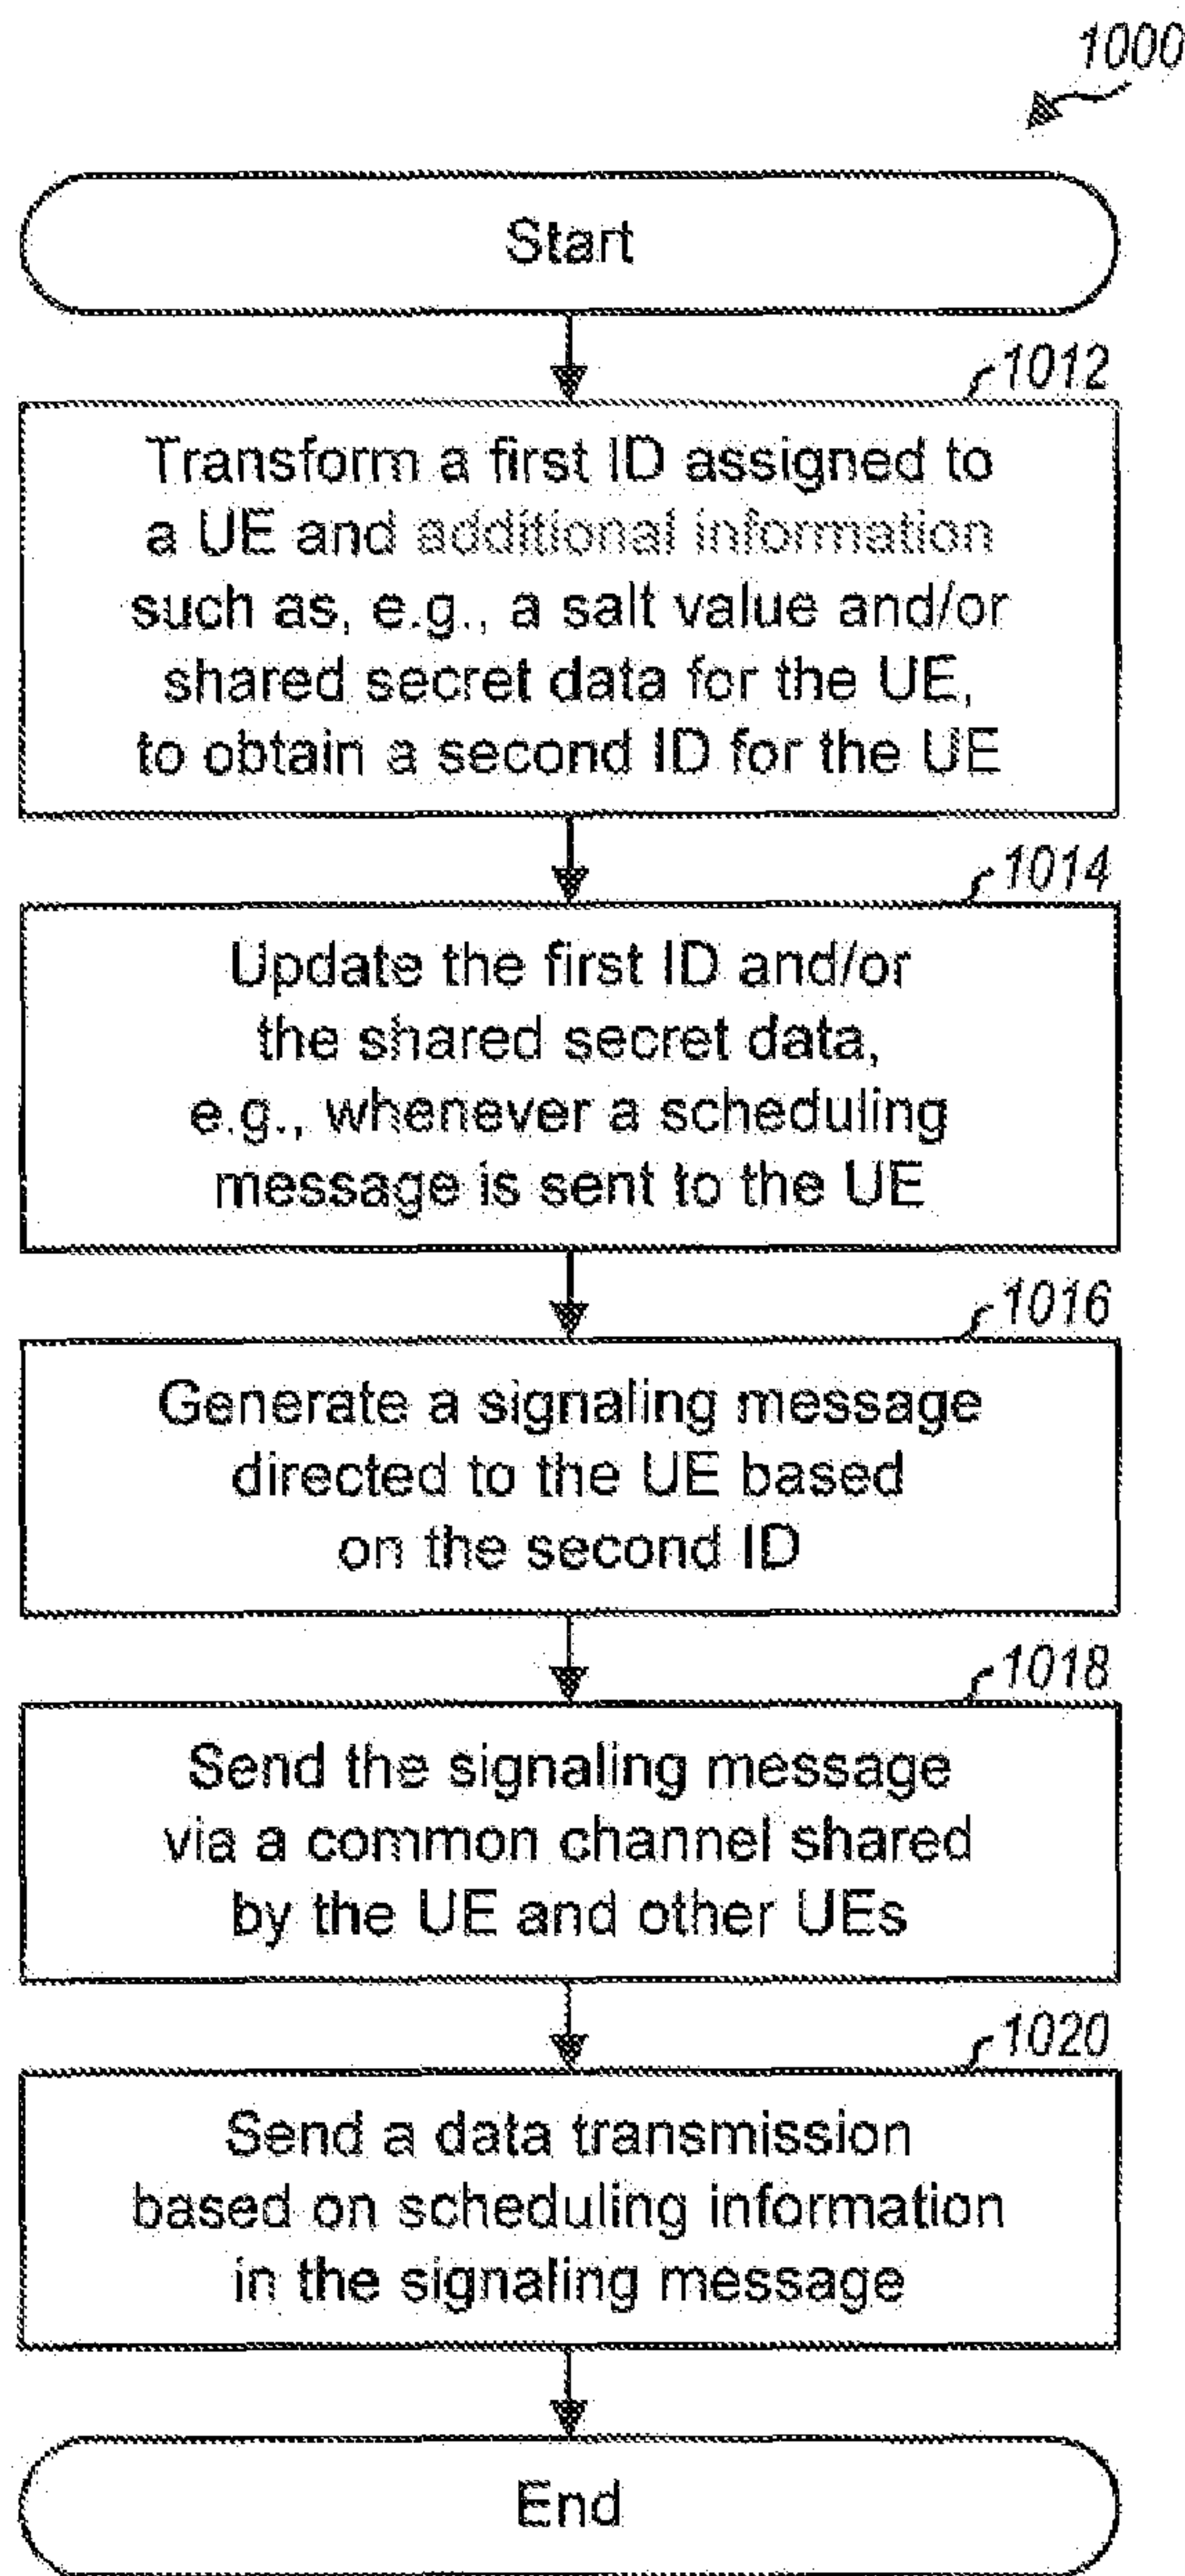 1000
Start
1012
Transform a first ID assigned to
a UE and additional information
such as, e.g., a salt value and/or
shared secret data for the UE,
to obtain a second ID for the UE
1014
Update the first ID and/or
the shared secret data,
e.g., whenever a scheduling
message is sent to the UE
1016
Generate a signaling message
directed to the UE based
on the second ID
1018
Send the signaling message
via a common channel shared
by the UE and other UEs
1020
Send a data transmission
based on scheduling information
in the signaling message
End